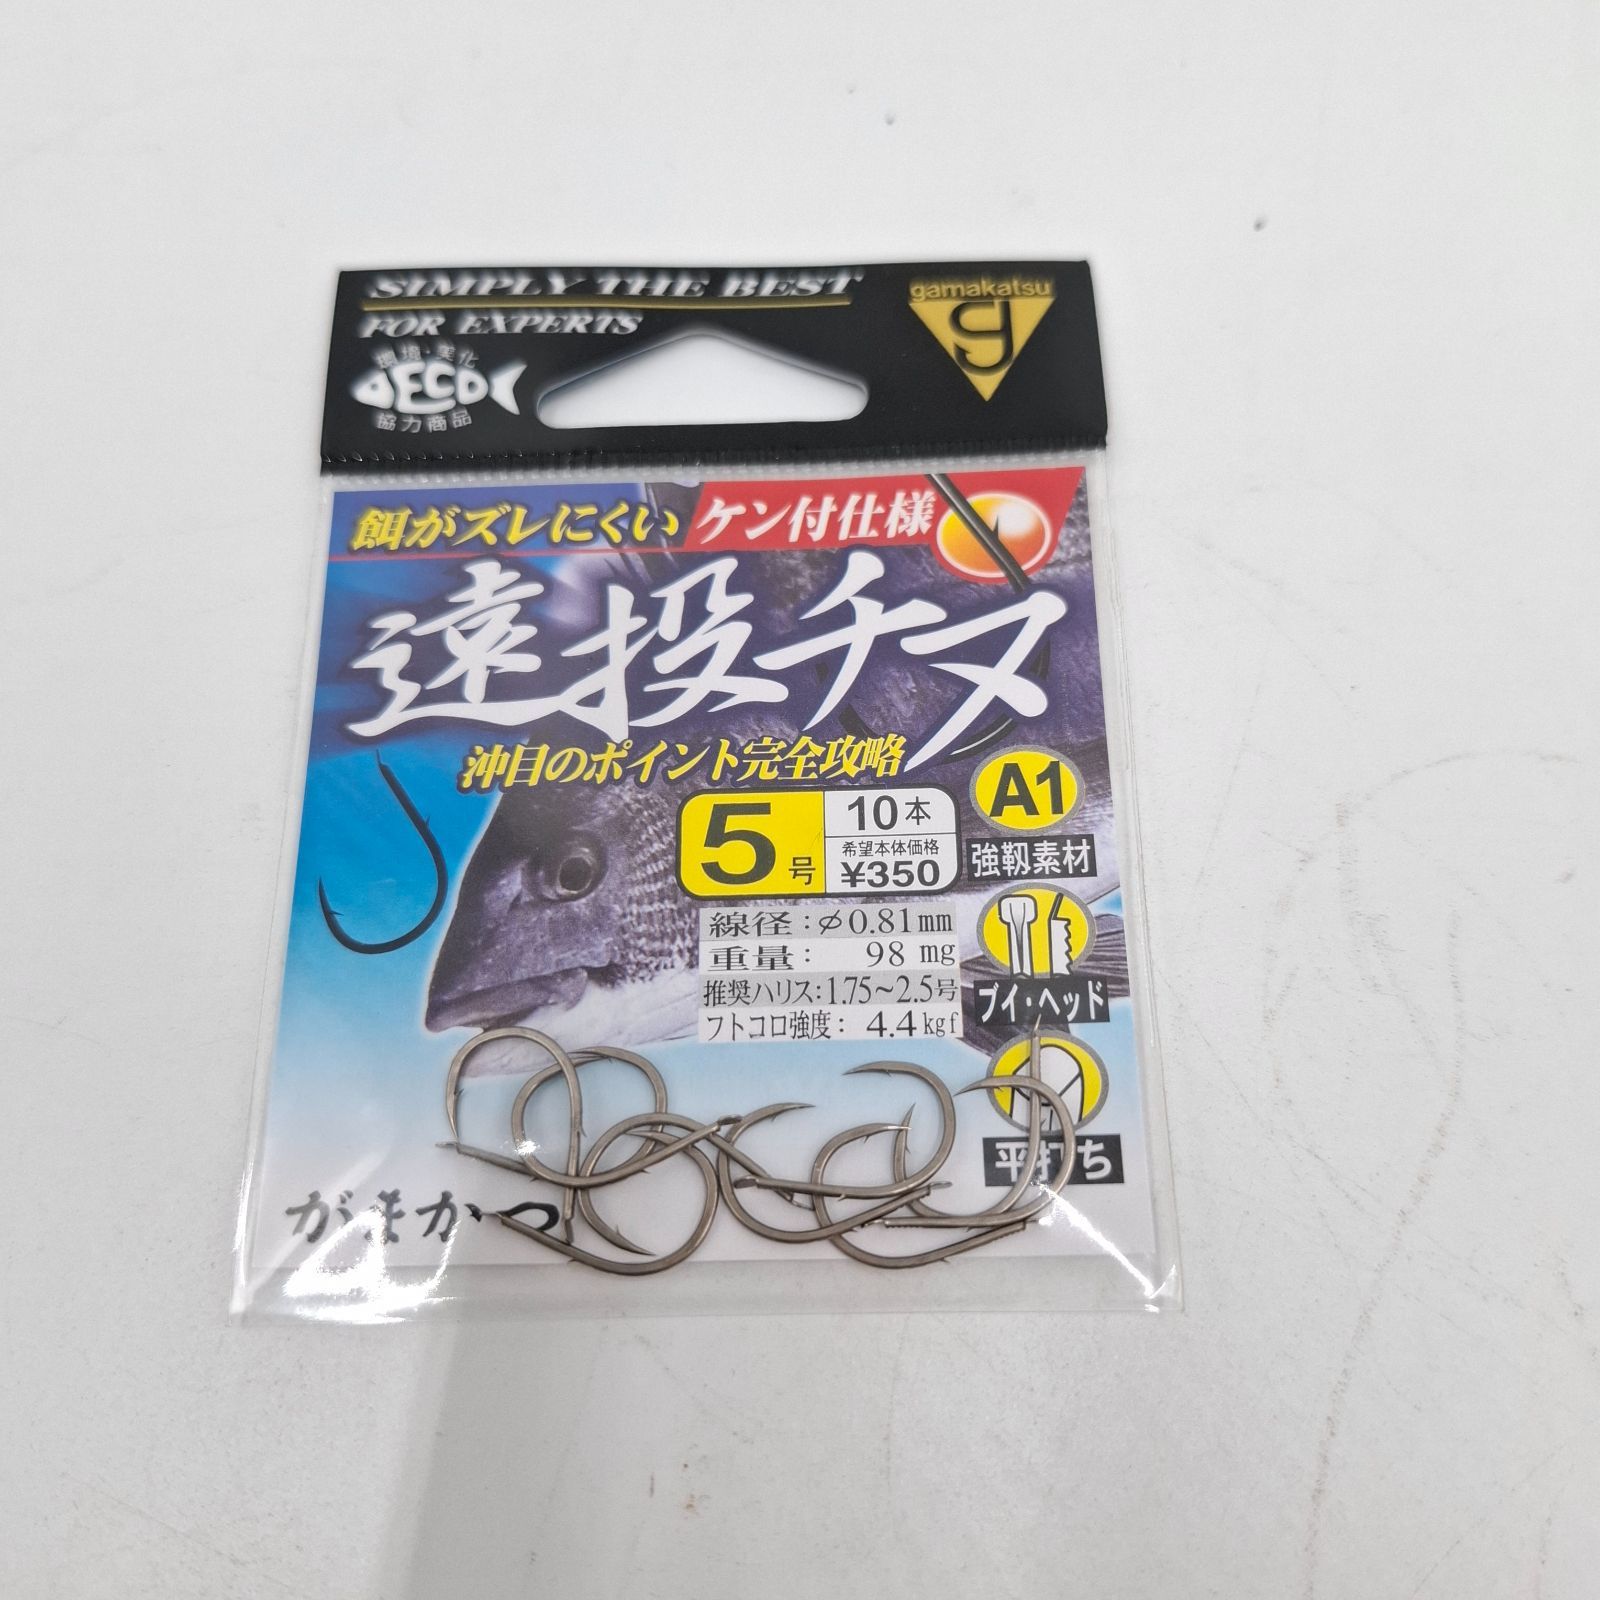 SIMPLY THE BEST
FOR EXPERTS
gamakatsu
環境・美化
ECO
協力商品
餌がズレにくい ケン付仕様
遠投チヌ
沖目のポイント完全攻略
5号
10本
希望本体価格
¥350
A1
強靱素材
線径:φ0.81mm
重量: 98 mg
推奨ハリス:1.75~2.5号
フトコロ強度: 4.4kgf
ブイ・ヘッド
平打ち
がまかつ